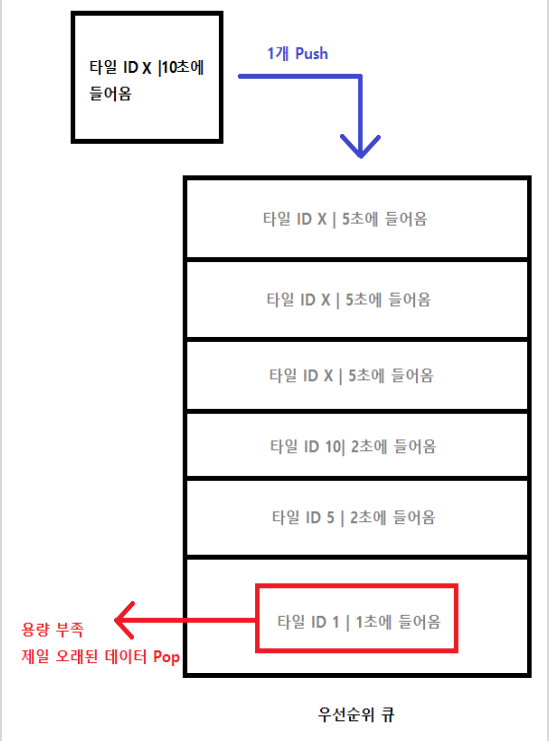 타일 ID X |10초에
들어옴
1개 Push
타일 ID X | 5초에 들어옴
타일 ID X | 5초에 들어옴
타일 ID X | 5초에 들어옴
타일 ID 10| 2초에 들어옴
타일 ID 5 | 2초에 들어옴
타일 ID 1 | 1초에 들어옴
용량 부족
제일 오래된 데이터 Pop
우선순위 큐